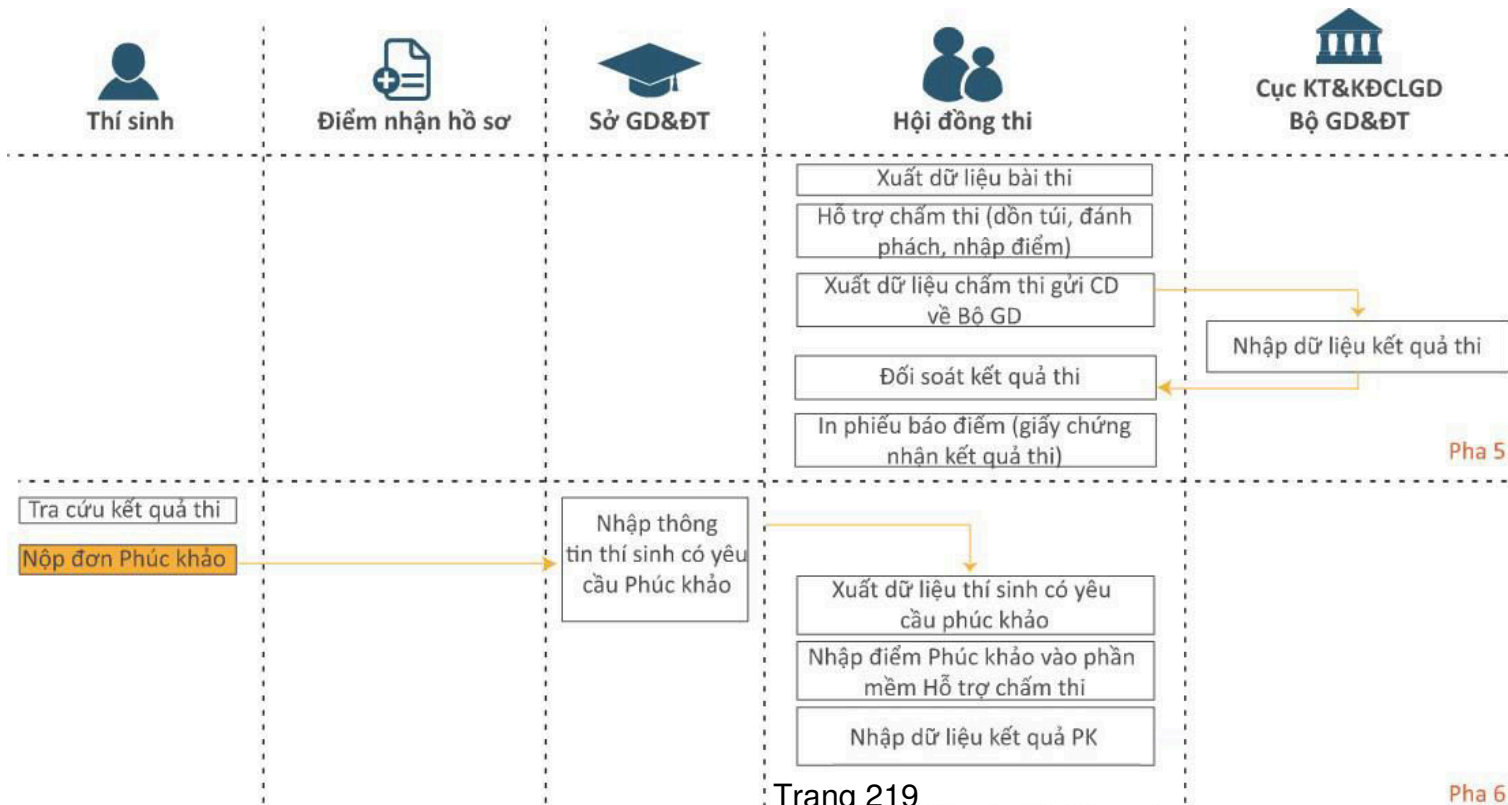 Thí sinh
Điểm nhận hồ sơ
Sở GD&ĐT
Hội đồng thi
Cục KT&KĐCLGD
Bộ GD&ĐT
Xuất dữ liệu bài thi
Hỗ trợ chấm thi (dồn túi, đánh
phách, nhập điểm)
Xuất dữ liệu chấm thi gửi CD
về Bộ GD
Nhập dữ liệu kết quả thi
Đối soát kết quả thi
In phiếu báo điểm (giấy chứng
nhận kết quả thi)
Pha 5
Tra cứu kết quả thi
Nộp đơn Phúc khảo
Nhập thông
tin thí sinh có yêu
cầu Phúc khảo
Xuất dữ liệu thí sinh có yêu
cầu phúc khảo
Nhập điểm Phúc khảo vào phần
mềm Hỗ trợ chấm thi
Nhập dữ liệu kết quả PK
Trang 219
Pha 6